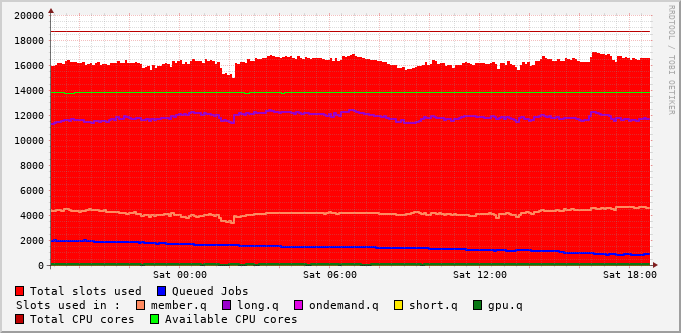 20000
18000
16000
14000
12000
10000
8000
6000
4000
2000
0
Sat 00:00 Sat 06:00 Sat 12:00 Sat 18:00
Total slots used Queued Jobs
Slots used in : member.q long.q ondemand.q short.q gpu.q
Total CPU cores Available CPU cores
RRDTOOL / TOBI OETIKER